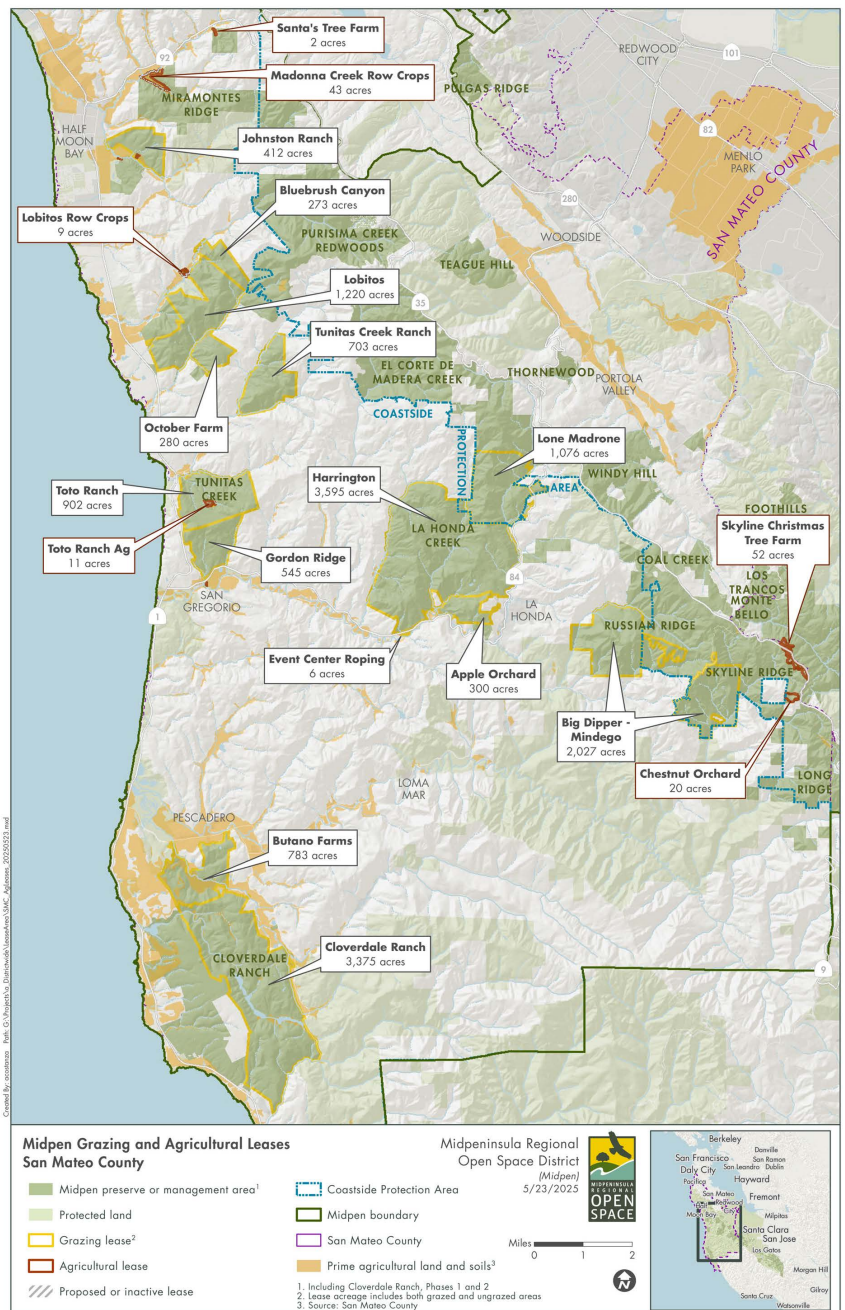 Santa's Tree Farm
2 acres
92
REDWOOD
CITY
101
Madonna Creek Row Crops
43 acres
MIRAMONTES
RIDGE
PULGAS RIDGE
HALF
MOON
BAY
Johnston Ranch
412 acres
82
MENLO
PARK
SAN MATEO COUNTY
Bluebrush Canyon
273 acres
280
Lobitos Row Crops
9 acres
PURISIMA CREEK
REDWOODS
WOODSIDE
TEAGUE HILL
Lobitos
1,220 acres
35
Tunitas Creek Ranch
703 acres
EL CORTE DE
MADERA CREEK
THORNEWOOD
PORTOLA
VALLEY
COASTSIDE
PROTECTION
AREA
October Farm
280 acres
Lone Madrone
1,076 acres
WINDY HILL
Toto Ranch
902 acres
TUNITAS
CREEK
Harrington
3,595 acres
FOOTHILLS
Skyline Christmas
Tree Farm
52 acres
LA HONDA
CREEK
Toto Ranch Ag
11 acres
Gordon Ridge
545 acres
COAL CREEK
LOS
TRANCOS
MONTE
BELLO
84
SAN
GREGORIO
LA
HONDA
1
RUSSIAN RIDGE
Event Center Roping
6 acres
Apple Orchard
300 acres
SKYLINE RIDGE
Big Dipper -
Mindego
2,027 acres
Chestnut Orchard
20 acres
LONG
RIDGE
LOMA
MAR
PESCADERO
Butano Farms
783 acres
CLOVERDALE
RANCH
Cloverdale Ranch
3,375 acres
9
Created By: acostanzo Path: G:\Projects\a_Districtwide\LeaseArea\SMC_AgLeases_20250523.mxd
Midpen Grazing and Agricultural Leases
San Mateo County
Midpen preserve or management area1
Protected land
Grazing lease2
Agricultural lease
Proposed or inactive lease
Coastside Protection Area
Midpen boundary
San Mateo County
Prime agricultural land and soils3
1. Including Cloverdale Ranch, Phases 1 and 2
2. Lease acreage includes both grazed and ungrazed areas
3. Source: San Mateo County
Midpeninsula Regional
Open Space District
(Midpen)
5/23/2025
MIDPENINSULA
REGIONAL
OPEN
SPACE
Miles
0 1 2
N
Berkeley
San Francisco
Danville
San Ramon
Daly City
San Leandro
Dublin
Pacifica
Hayward
San Mateo
Fremont
Redwood
City
Half
Moon Bay
Milpitas
Santa Clara
San Jose
Los Gatos
Morgan Hill
Santa Cruz
Gilroy
Watsonville